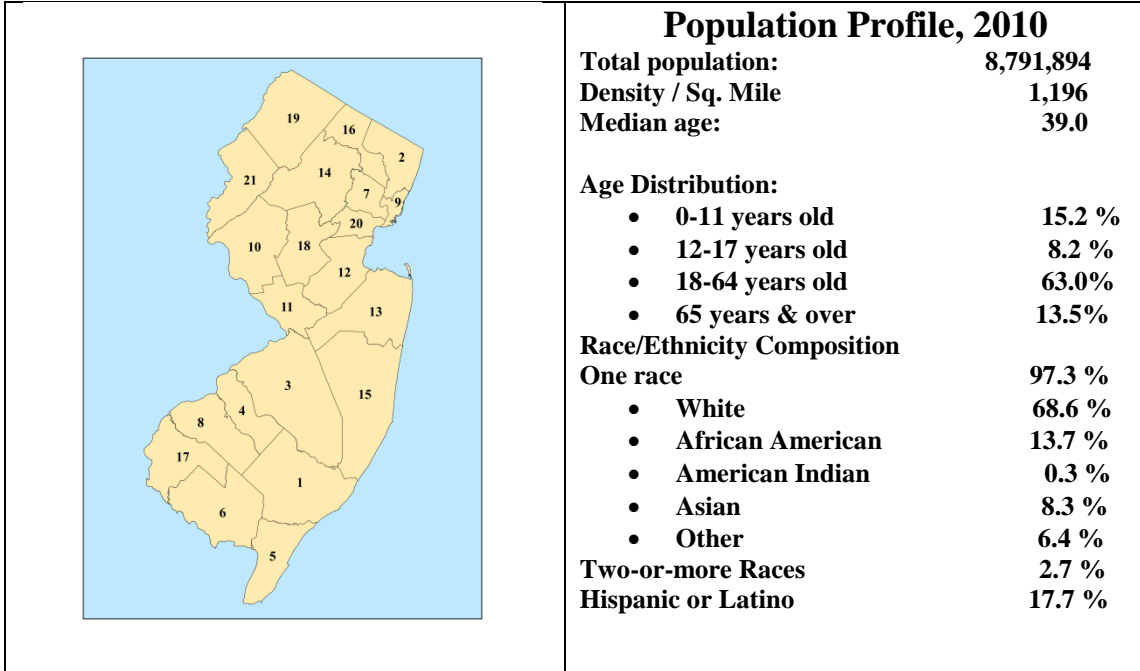 19
16
2
14
21
7
9
20
10
18
12
11
13
3
15
4
8
17
1
6
5
Population Profile, 2010
Total population: 8,791,894
Density / Sq. Mile 1,196
Median age: 39.0
Age Distribution:
• 0-11 years old 15.2 %
• 12-17 years old 8.2 %
• 18-64 years old 63.0%
• 65 years & over 13.5%
Race/Ethnicity Composition
One race 97.3 %
• White 68.6 %
• African American 13.7 %
• American Indian 0.3 %
• Asian 8.3 %
• Other 6.4 %
Two-or-more Races 2.7 %
Hispanic or Latino 17.7 %